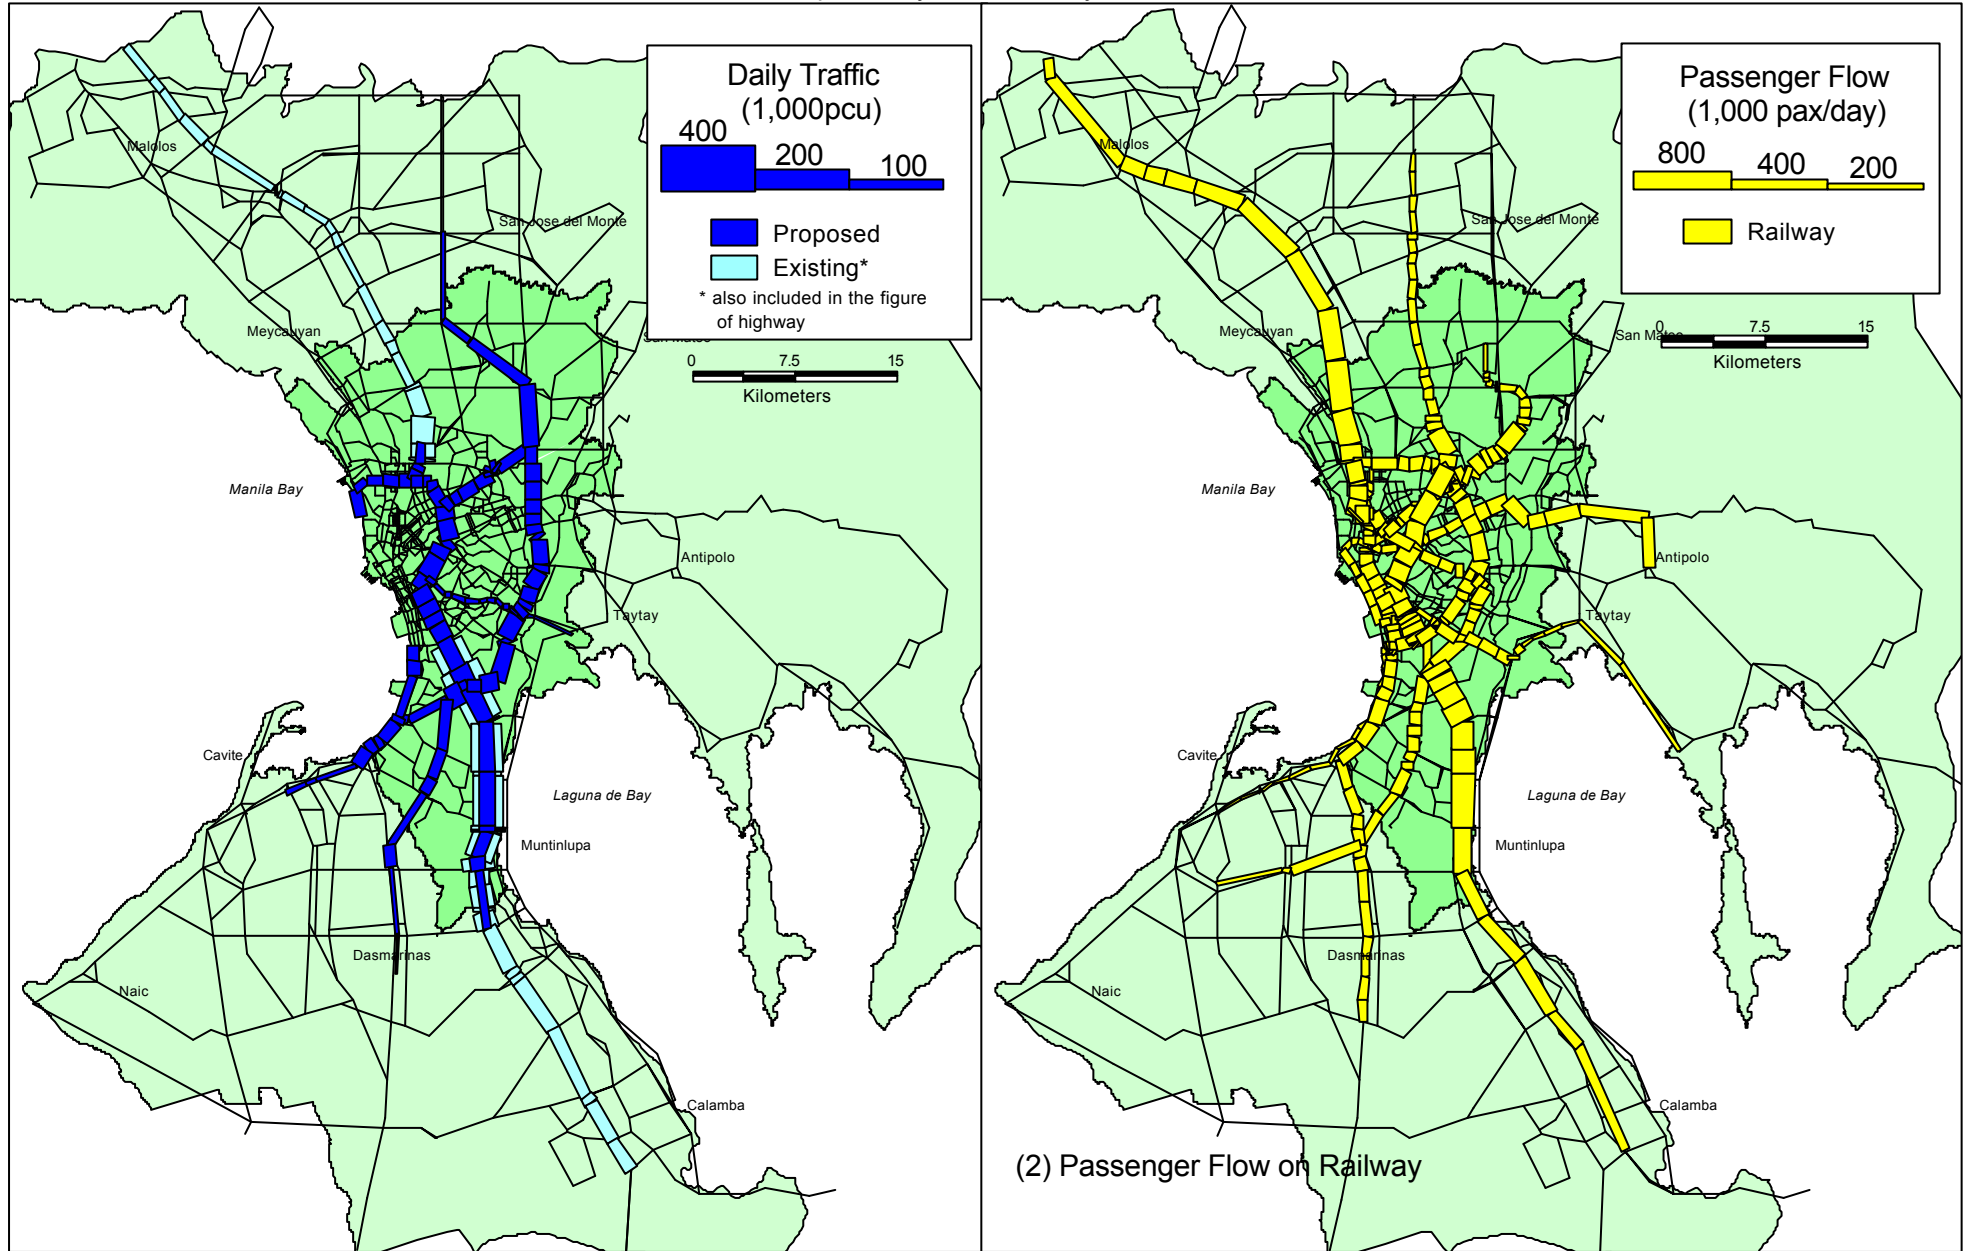 Daily Traffic
(1,000pcu)
400
200
100
Proposed
Existing*
* also included in the figure
of highway
0
7.5
15
Kilometers
Malolos
San Jose del Monte
Meycauyan
Manila Bay
Antipolo
Taytay
Cavite
Laguna de Bay
Muntinlupa
Dasmarinas
Naic
Calamba
Passenger Flow
(1,000 pax/day)
800
400
200
Railway
0
7.5
15
Kilometers
Malolos
San Jose del Monte
Meycauyan
San Mateo
Manila Bay
Antipolo
Taytay
Cavite
Laguna de Bay
Muntinlupa
Dasmarinas
Naic
Calamba
(2) Passenger Flow on Railway